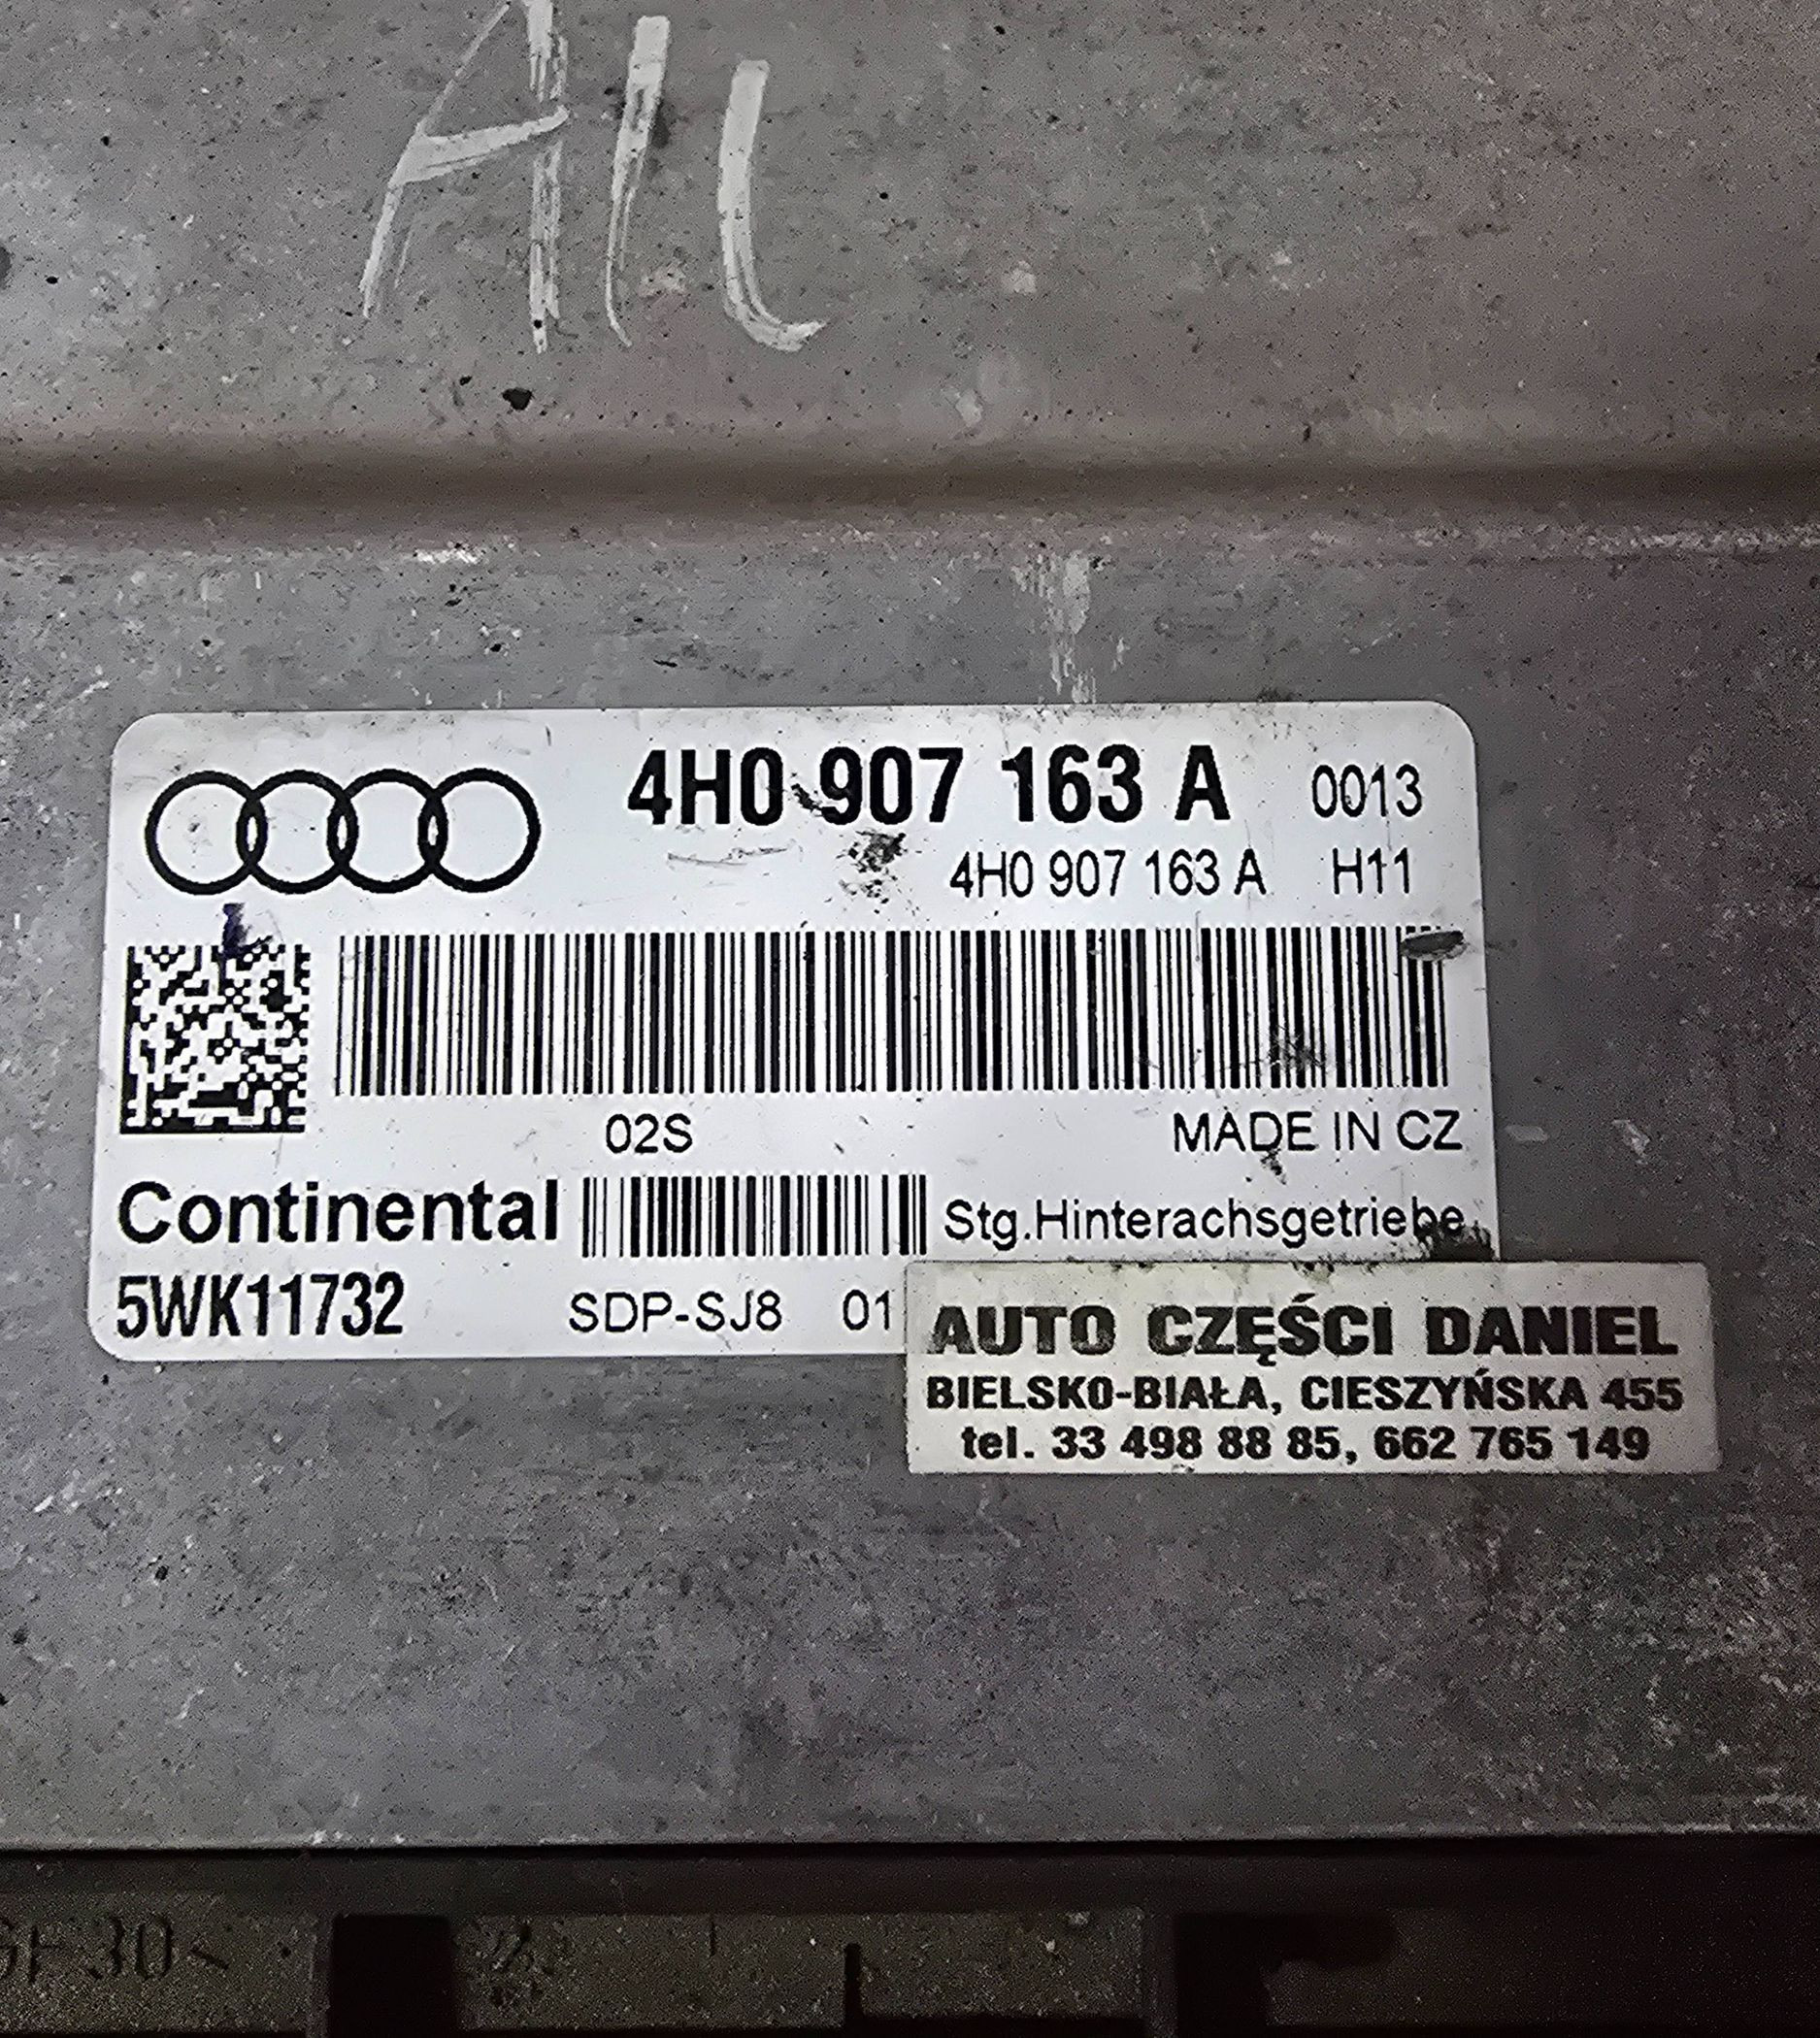 4H0 907 163 A 0013
4H0 907 163 A H11
02S MADE IN CZ
Continental Stg.Hinterachsgetriebe
5WK11732 SDP-SJ8 01
AUTO CZĘŚCI DANIEL
BIELSKO-BIAŁA, CIESZYŃSKA 455
tel. 33 498 88 85, 662 765 149